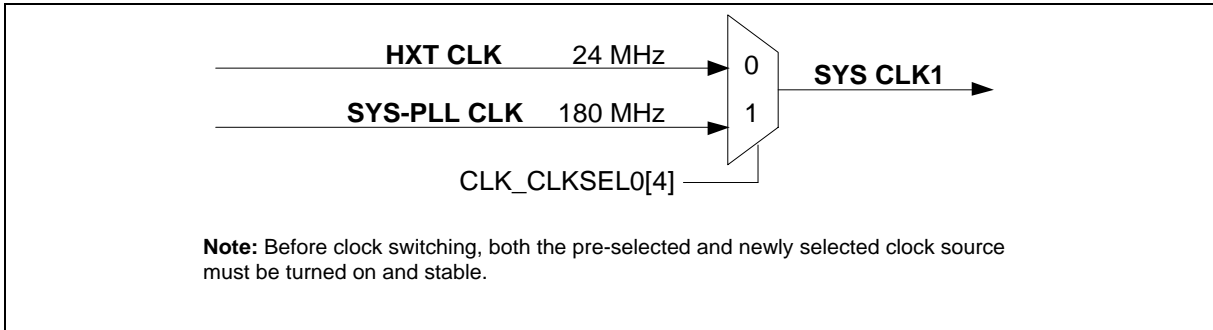 HXT CLK 24 MHz
0
SYS CLK1
SYS-PLL CLK 180 MHz
1
CLK_CLKSEL0[4]
Note: Before clock switching, both the pre-selected and newly selected clock source
must be turned on and stable.